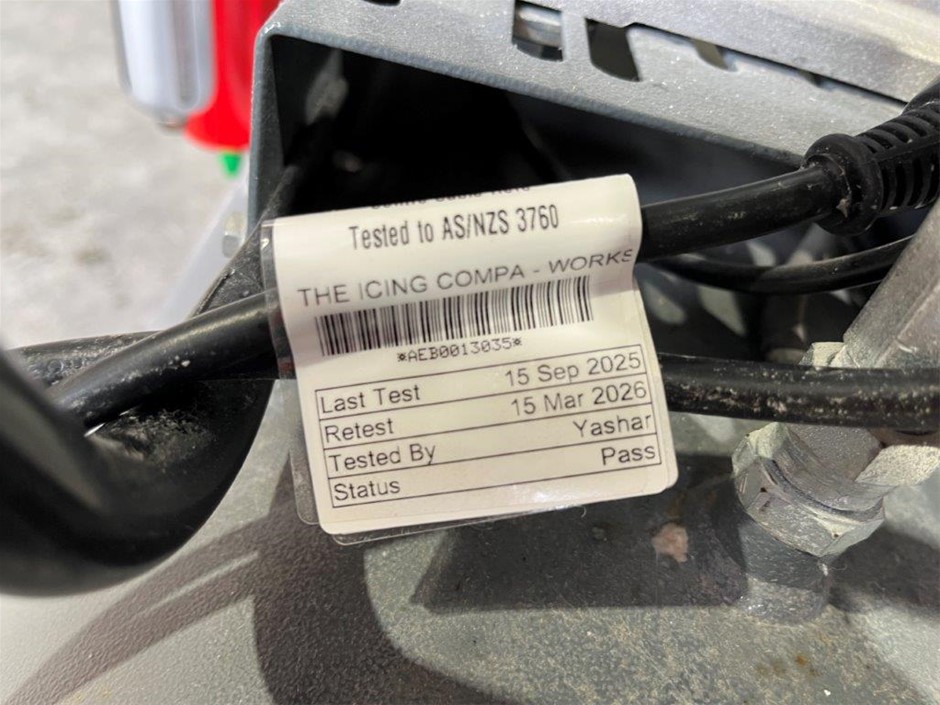 Tested to AS/NZS 3760
THE ICING COMPA - WORKS
*AEB0013035*
Last Test 15 Sep 2025
Retest 15 Mar 2026
Tested By Yashar
Status Pass